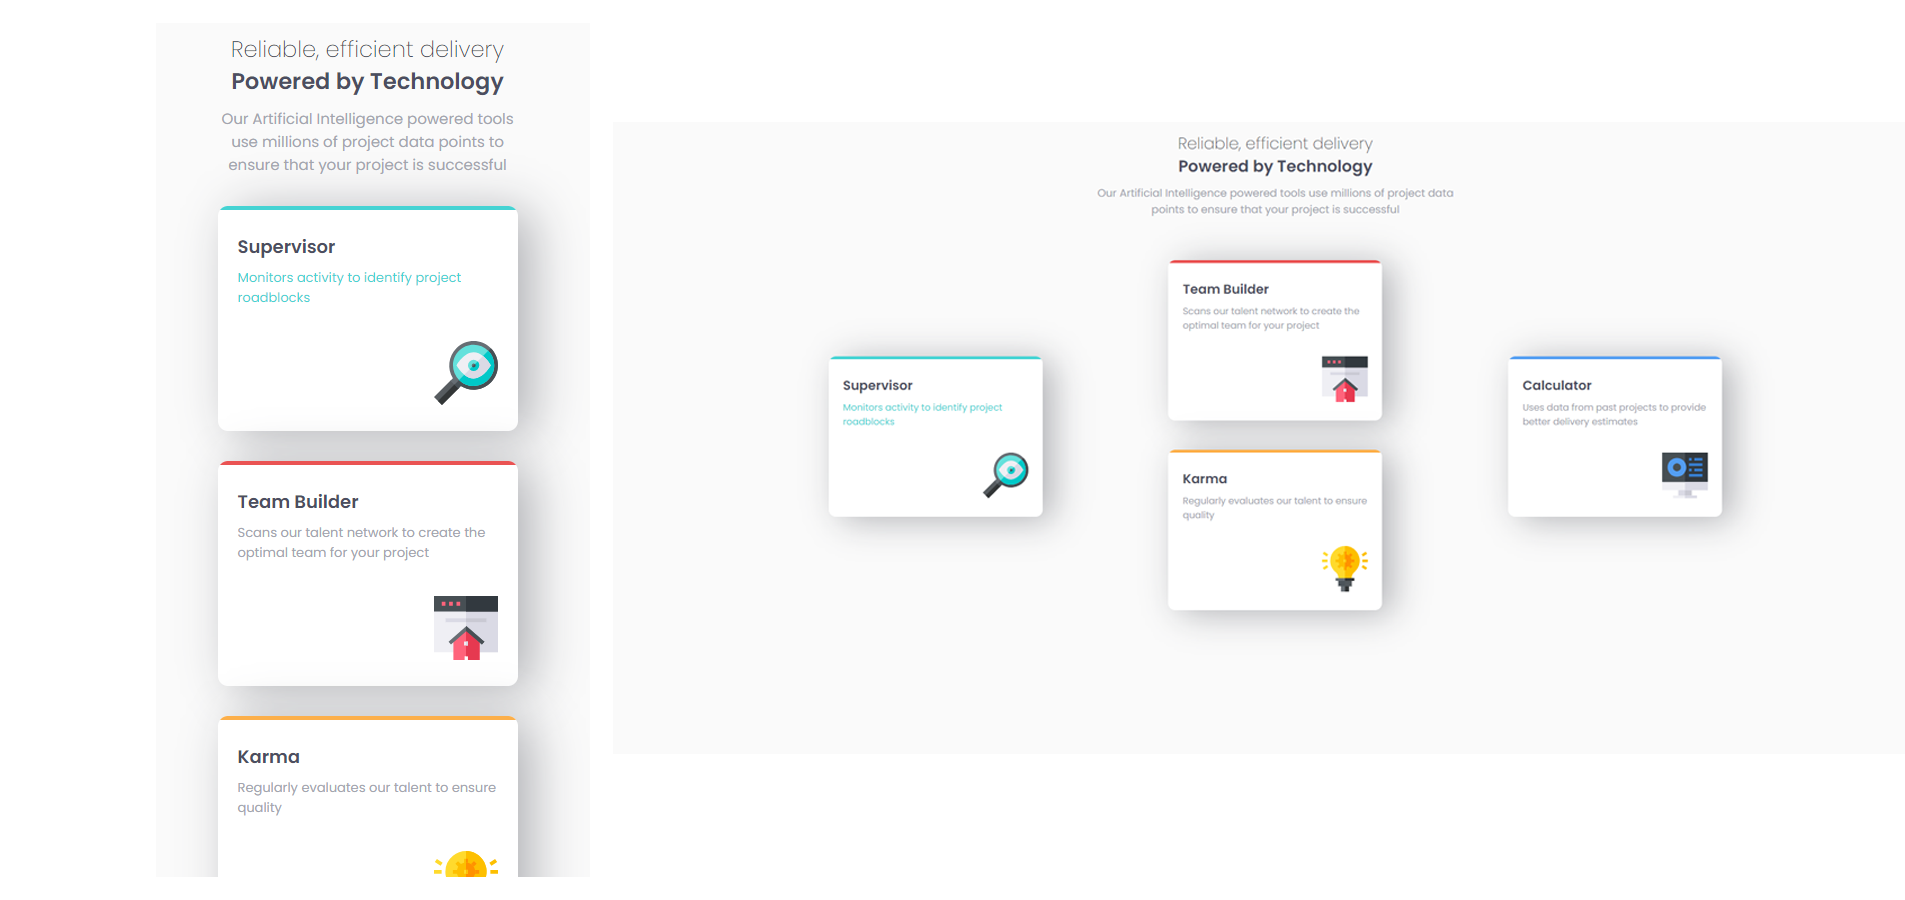 Reliable, efficient delivery
Powered by Technology
Our Artificial Intelligence powered tools
use millions of project data points to
ensure that your project is successful
Supervisor
Monitors activity to identify project
roadblocks
Team Builder
Scans our talent network to create the
optimal team for your project
Karma
Regularly evaluates our talent to ensure
quality
Reliable, efficient delivery
Powered by Technology
Our Artificial Intelligence powered tools use millions of project data
points to ensure that your project is successful
Supervisor
Monitors activity to identify project
roadblocks
Team Builder
Scans our talent network to create the
optimal team for your project
Karma
Regularly evaluates our talent to ensure
quality
Calculator
Uses data from past projects to provide
better delivery estimates